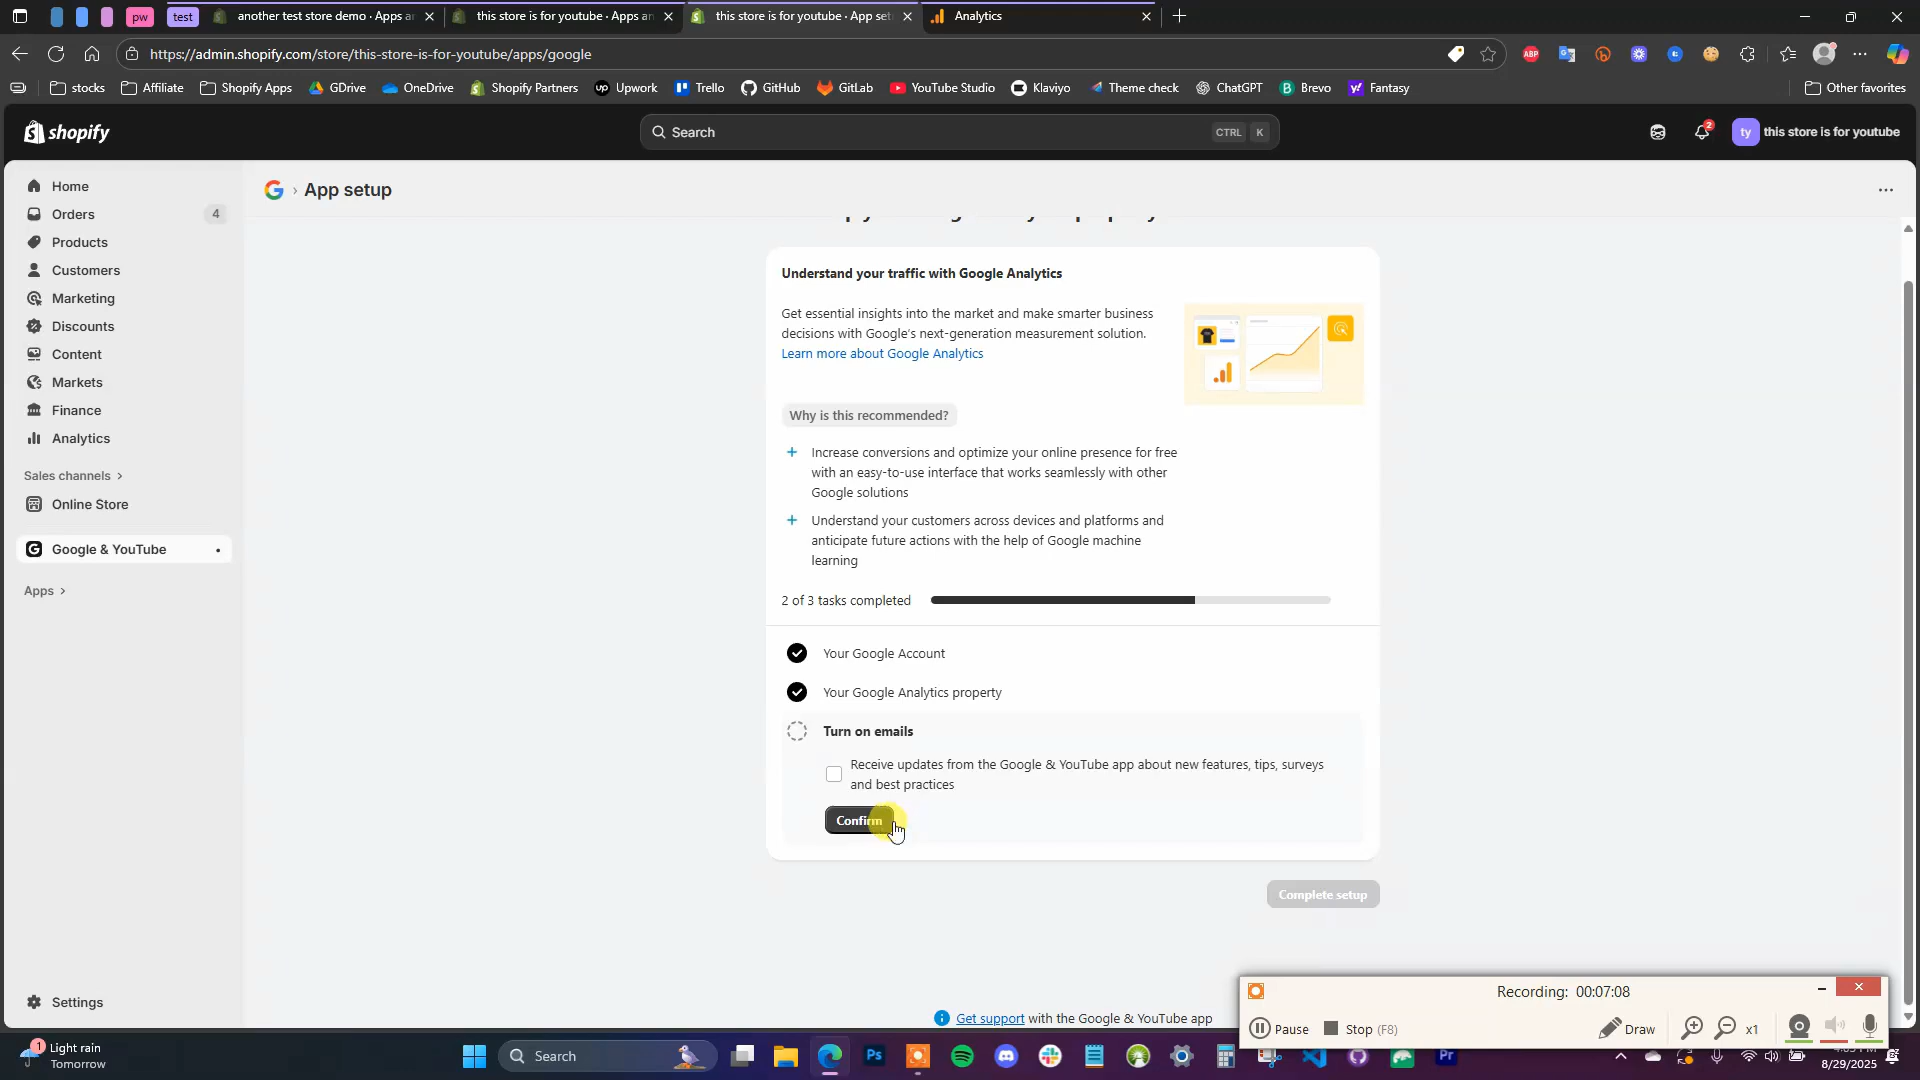 pw
test
another test store demo · Apps ar
this store is for youtube · Apps an
this store is for youtube · App set
Analytics
https://admin.shopify.com/store/this-store-is-for-youtube/apps/google
stocks
Affiliate
Shopify Apps
GDrive
OneDrive
Shopify Partners
Upwork
Trello
GitHub
GitLab
YouTube Studio
Klaviyo
Theme check
ChatGPT
Brevo
Fantasy
Other favorites
shopify
Search
CTRL K
2
ty
this store is for youtube
Home
Orders
4
Products
Customers
Marketing
Discounts
Content
Markets
Finance
Analytics
Sales channels
Online Store
Google & YouTube
Apps
Settings
App setup
Understand your traffic with Google Analytics
Get essential insights into the market and make smarter business
decisions with Google's next-generation measurement solution.
Learn more about Google Analytics
Why is this recommended?
Increase conversions and optimize your online presence for free
with an easy-to-use interface that works seamlessly with other
Google solutions
Understand your customers across devices and platforms and
anticipate future actions with the help of Google machine
learning
2 of 3 tasks completed
Your Google Account
Your Google Analytics property
Turn on emails
Receive updates from the Google & YouTube app about new features, tips, surveys
and best practices
Confirm
Complete setup
Get support with the Google & YouTube app
Recording: 00:07:08
Pause
Stop (F8)
Draw
x1
1
Light rain
Tomorrow
Search
Ps
Pr
8/29/2025